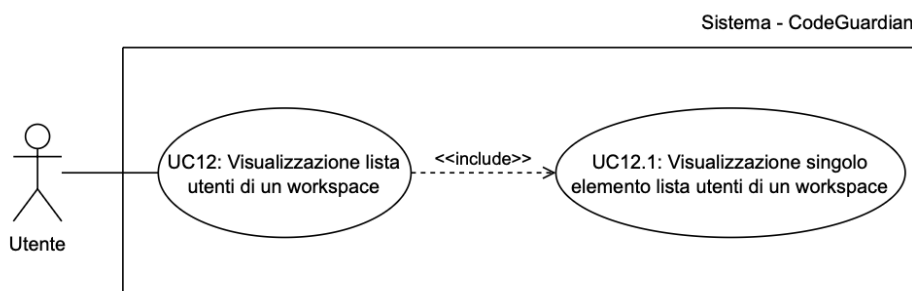 Sistema - CodeGuardian
UC12: Visualizzazione lista
utenti di un workspace
<<include>>
UC12.1: Visualizzazione singolo
elemento lista utenti di un workspace
Utente